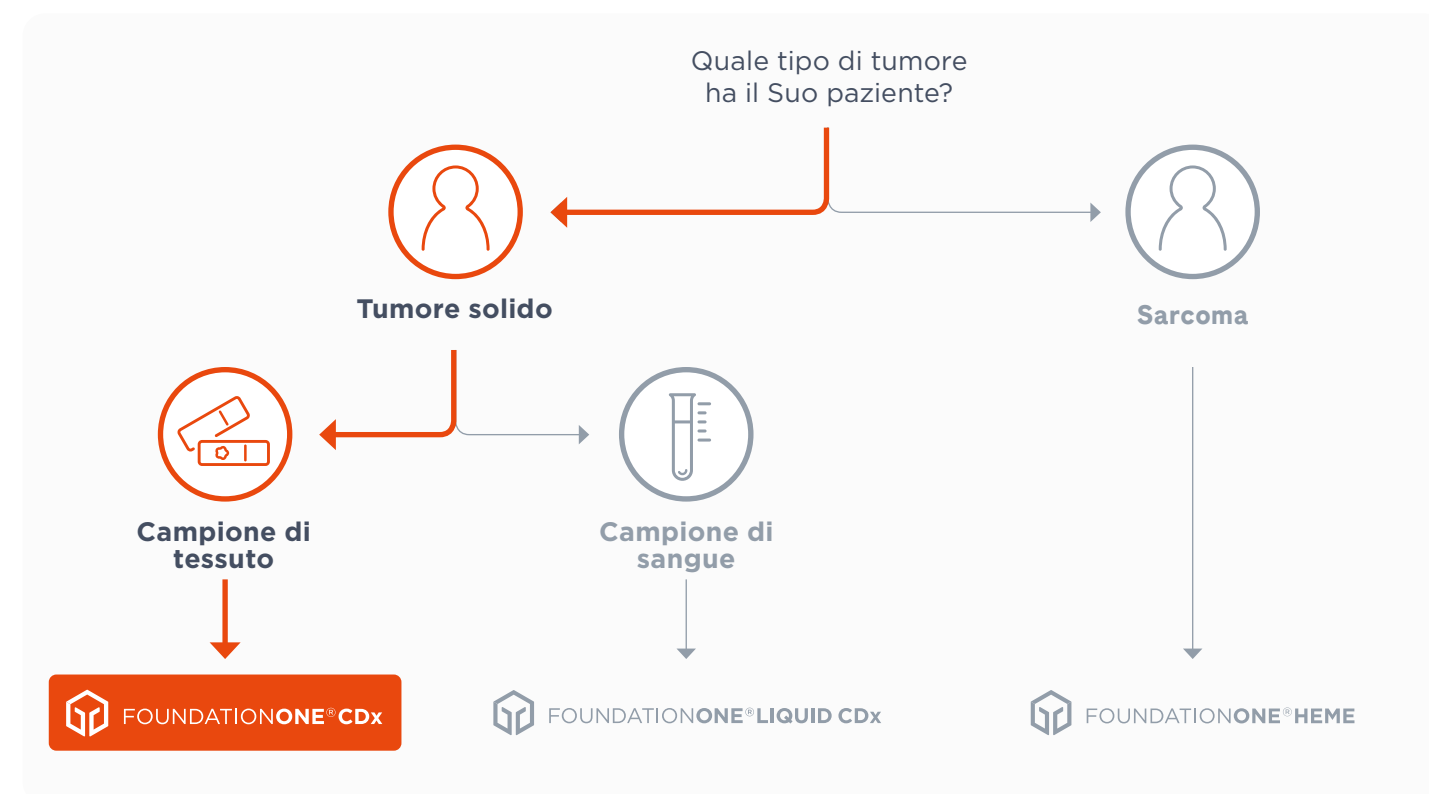 Quale tipo di tumore
ha il Suo paziente?
Tumore solido
Sarcoma
Campione di
tessuto
Campione di
sangue
FOUNDATIONONE®CDx
FOUNDATIONONE®LIQUID CDx
FOUNDATIONONE®HEME